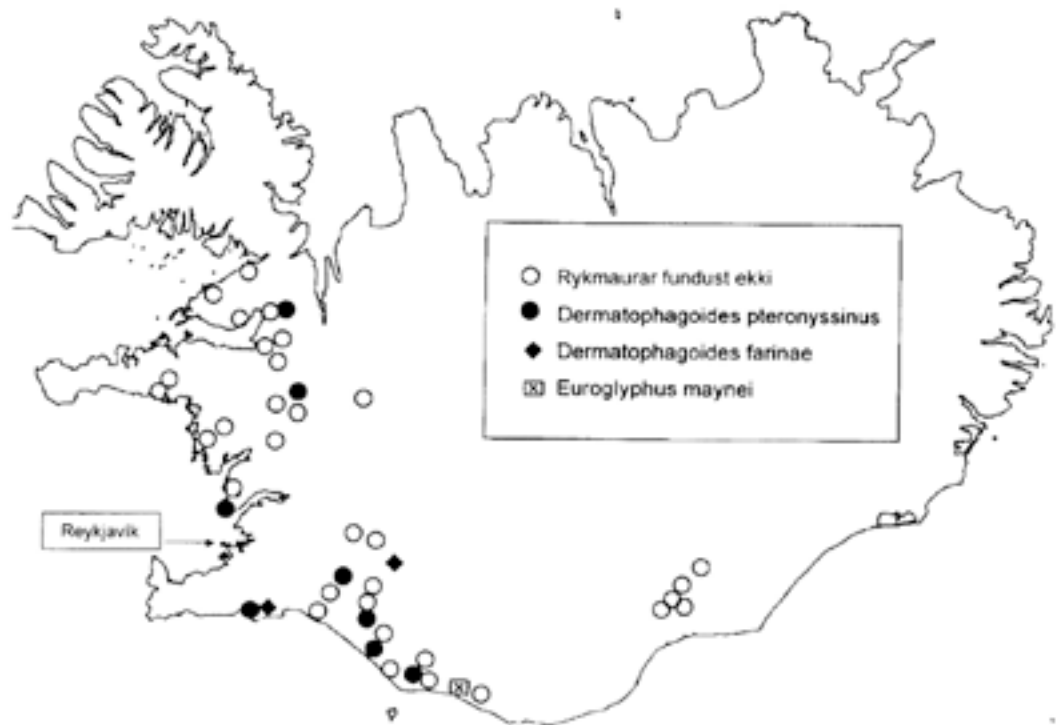 Rykmaurar fundust ekki
Dermatophagoides pteronyssinus
Dermatophagoides farinae
Euroglyphus maynei
Reykjavík